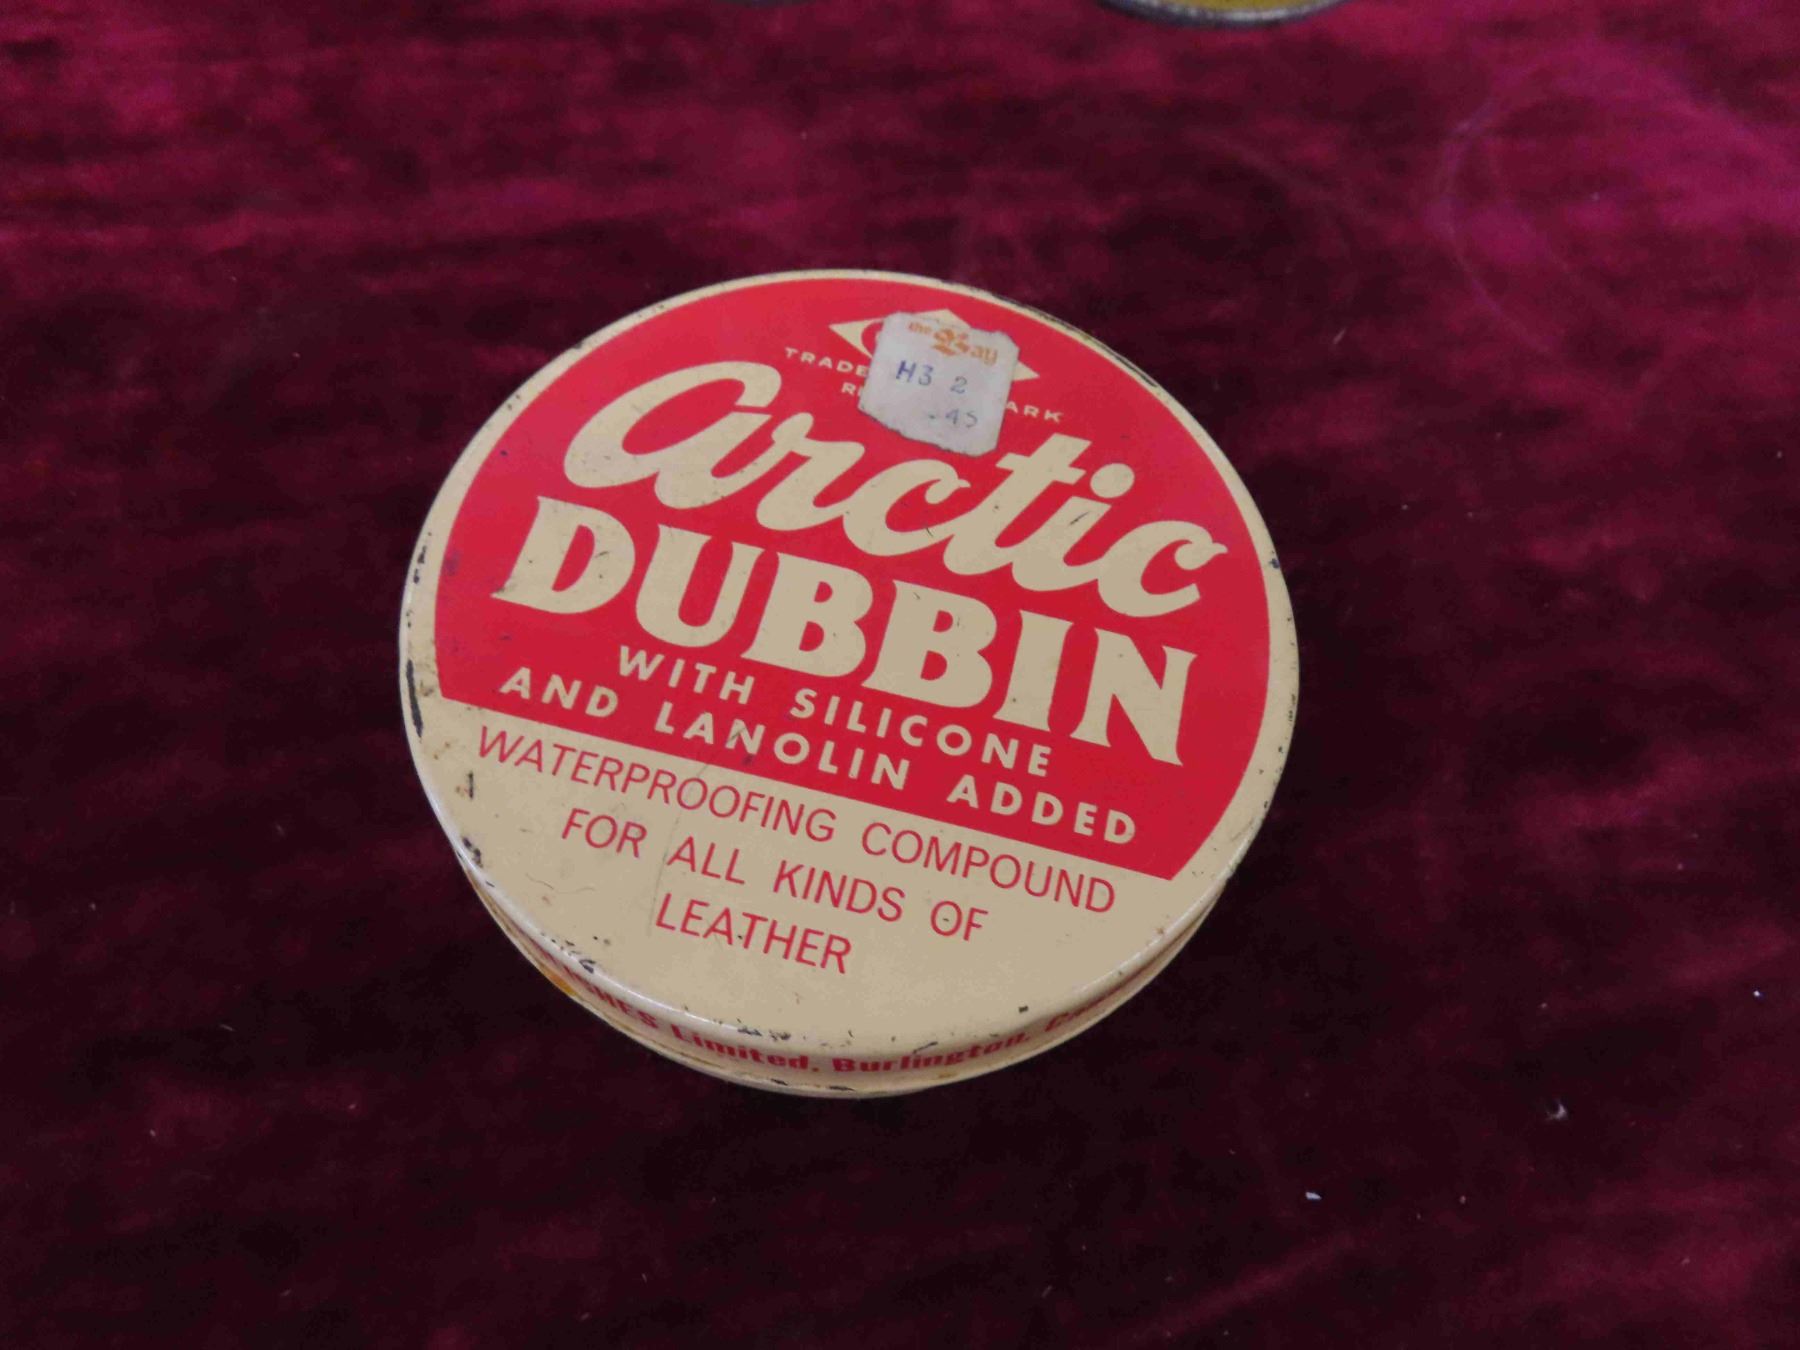 the Bay
H3 2
.45
TRADE
ARK
arctic
DUBBIN
WITH SILICONE
AND LANOLIN ADDED
WATERPROOFING COMPOUND
FOR ALL KINDS OF
LEATHER
Limited, Burlington,